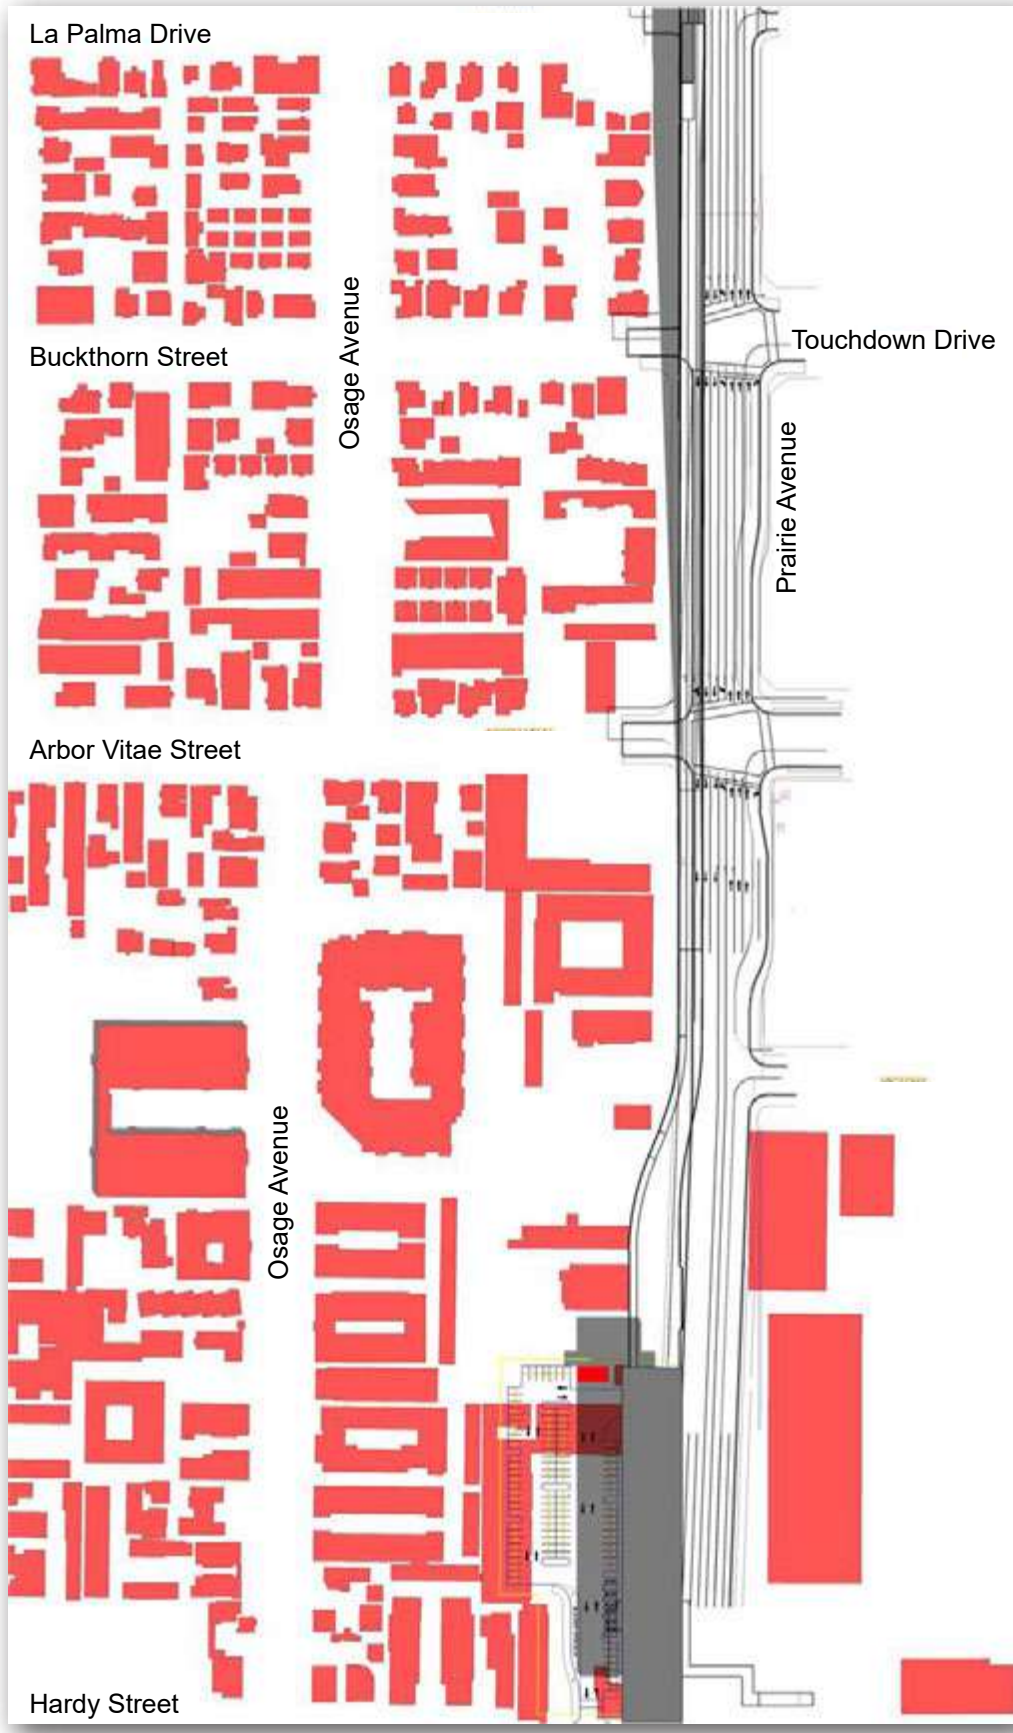 La Palma Drive
Osage Avenue
Buckthorn Street
Touchdown Drive
Prairie Avenue
Arbor Vitae Street
Osage Avenue
Hardy Street